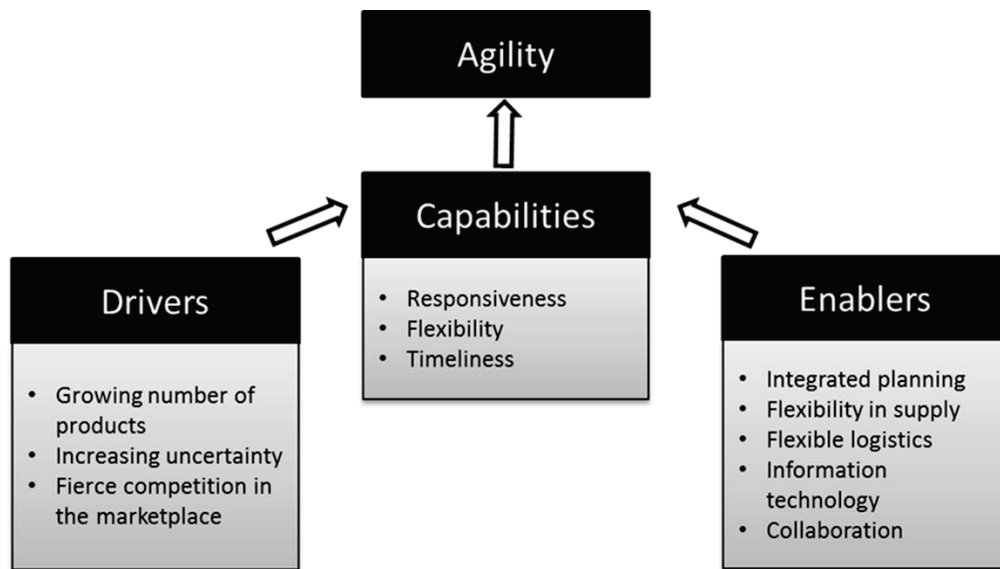 Agility
Capabilities
• Responsiveness
• Flexibility
• Timeliness
Drivers
• Growing number of
products
• Increasing uncertainty
• Fierce competition in
the marketplace
Enablers
• Integrated planning
• Flexibility in supply
• Flexible logistics
• Information
technology
• Collaboration